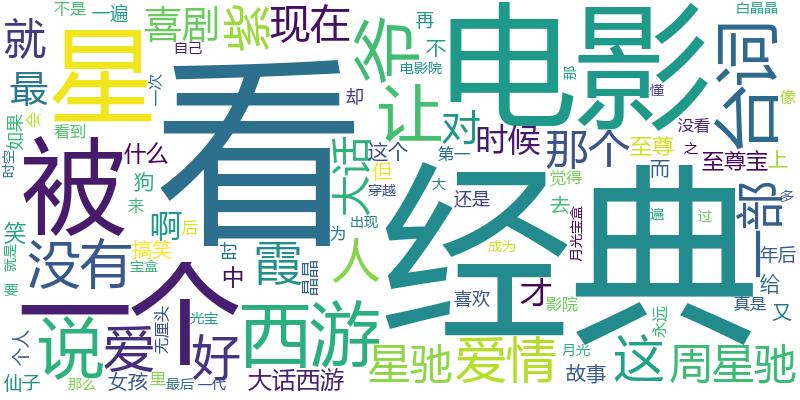 不是
一遍
喜剧
紫
现在
爷
再
电影
白晶晶
就
星
自己
不
电影院
那
台词
懂
像
最
一次
看
却
让
对
时候
那个
没看
之
如果
会
看到
被
什么
大话
这个
第一
至尊
至尊宝
上
时空
狗
来
但
穿越
觉得
而
一部
笑
没有
搞笑
啊
后
时
霞
人
出现
大
还是
去
月光宝盒
经典
遍
过
多
就是
宝盒
中
晶晶
为
成为
年后
一个
说
爱
无厘头
光宝
好
西游
喜欢
才
影院
永远
真是
给
又
个人
仙子
那么
女孩
里
最后
一代
大话西游
星驰
爱情
月光
故事
这
周星驰